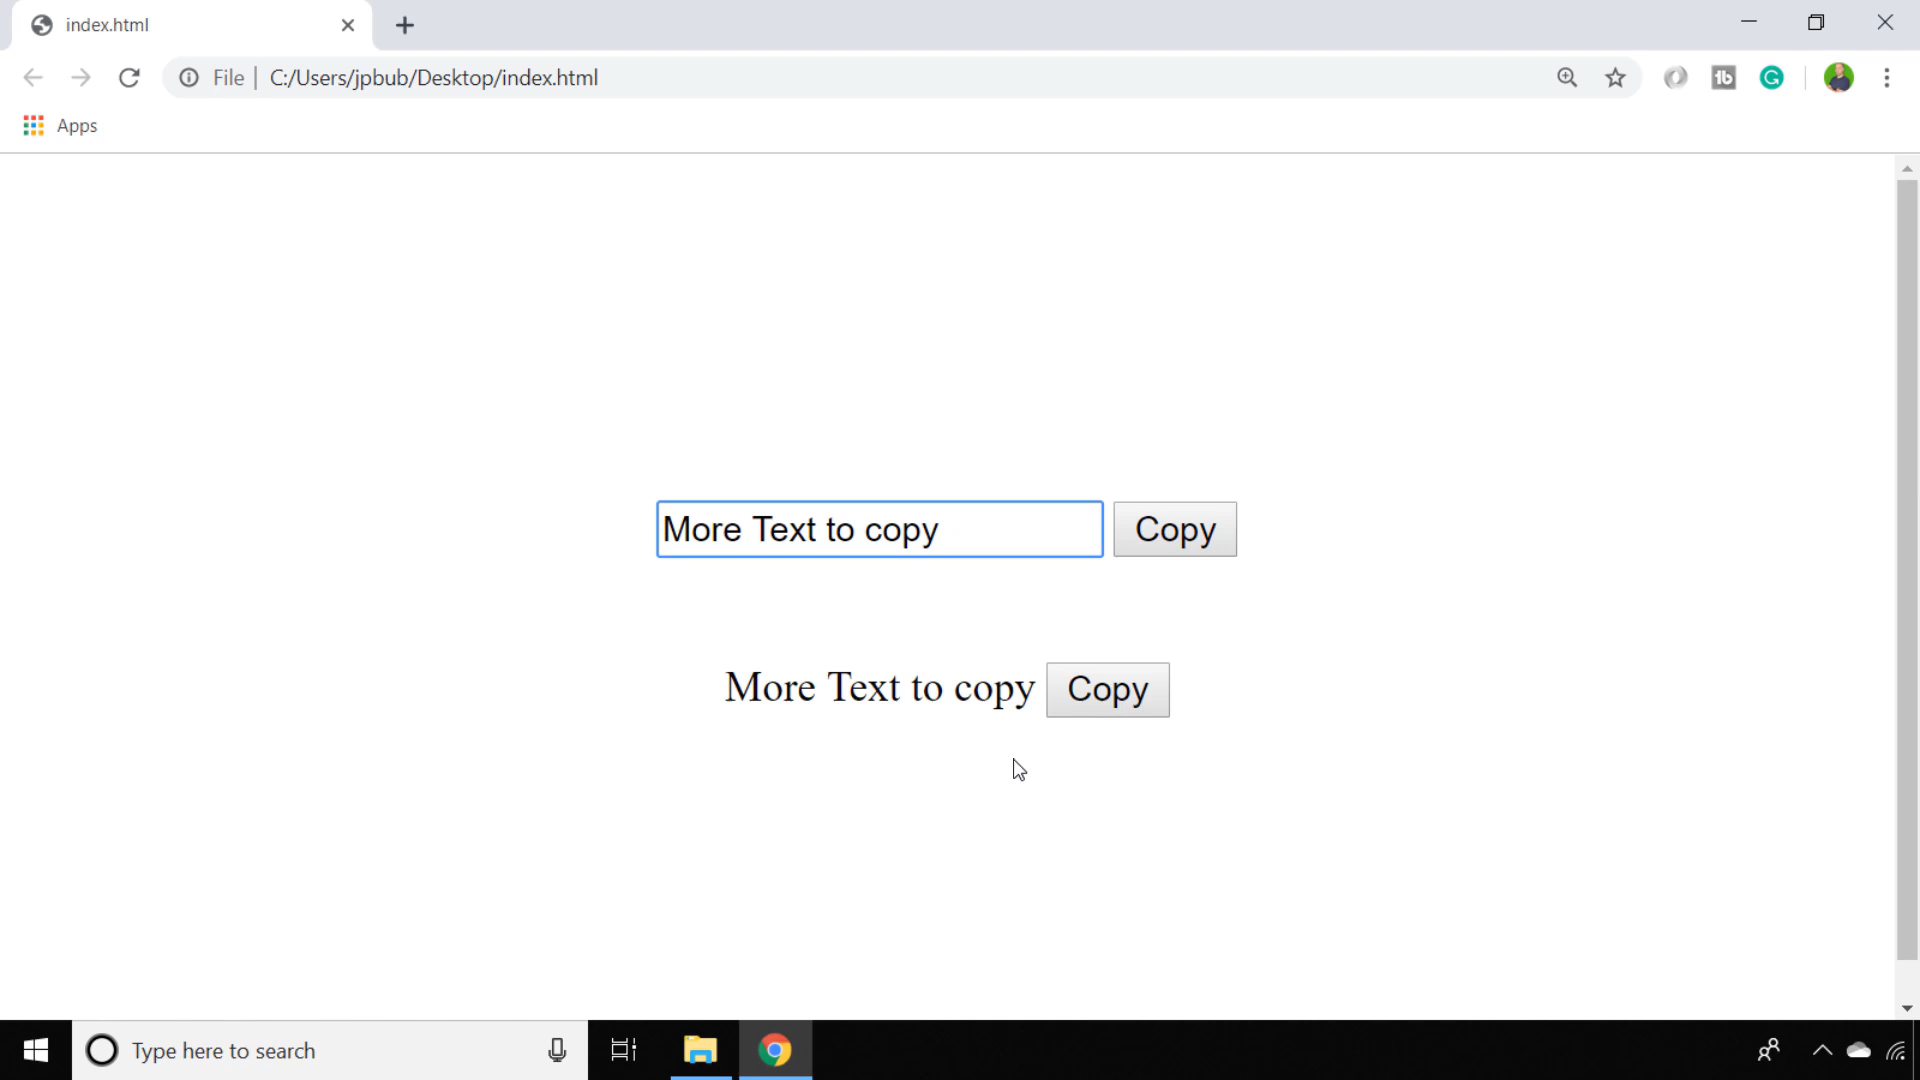 index.html
File | C:/Users/jpbub/Desktop/index.html
Apps
More Text to copy Copy
More Text to copy Copy
Type here to search